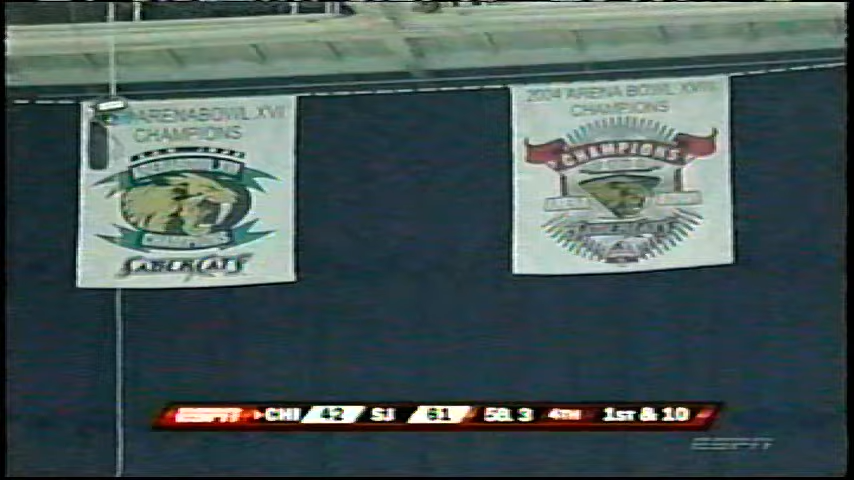 ARENABOWL XVII
CHAMPIONS
CHAMPIONS
SABERCATS
2004 ARENA BOWL XVIII
CHAMPIONS
CHAMPIONS
ESPN CHI 42 SJ 61 58.3 4TH 1ST & 10
ESPN